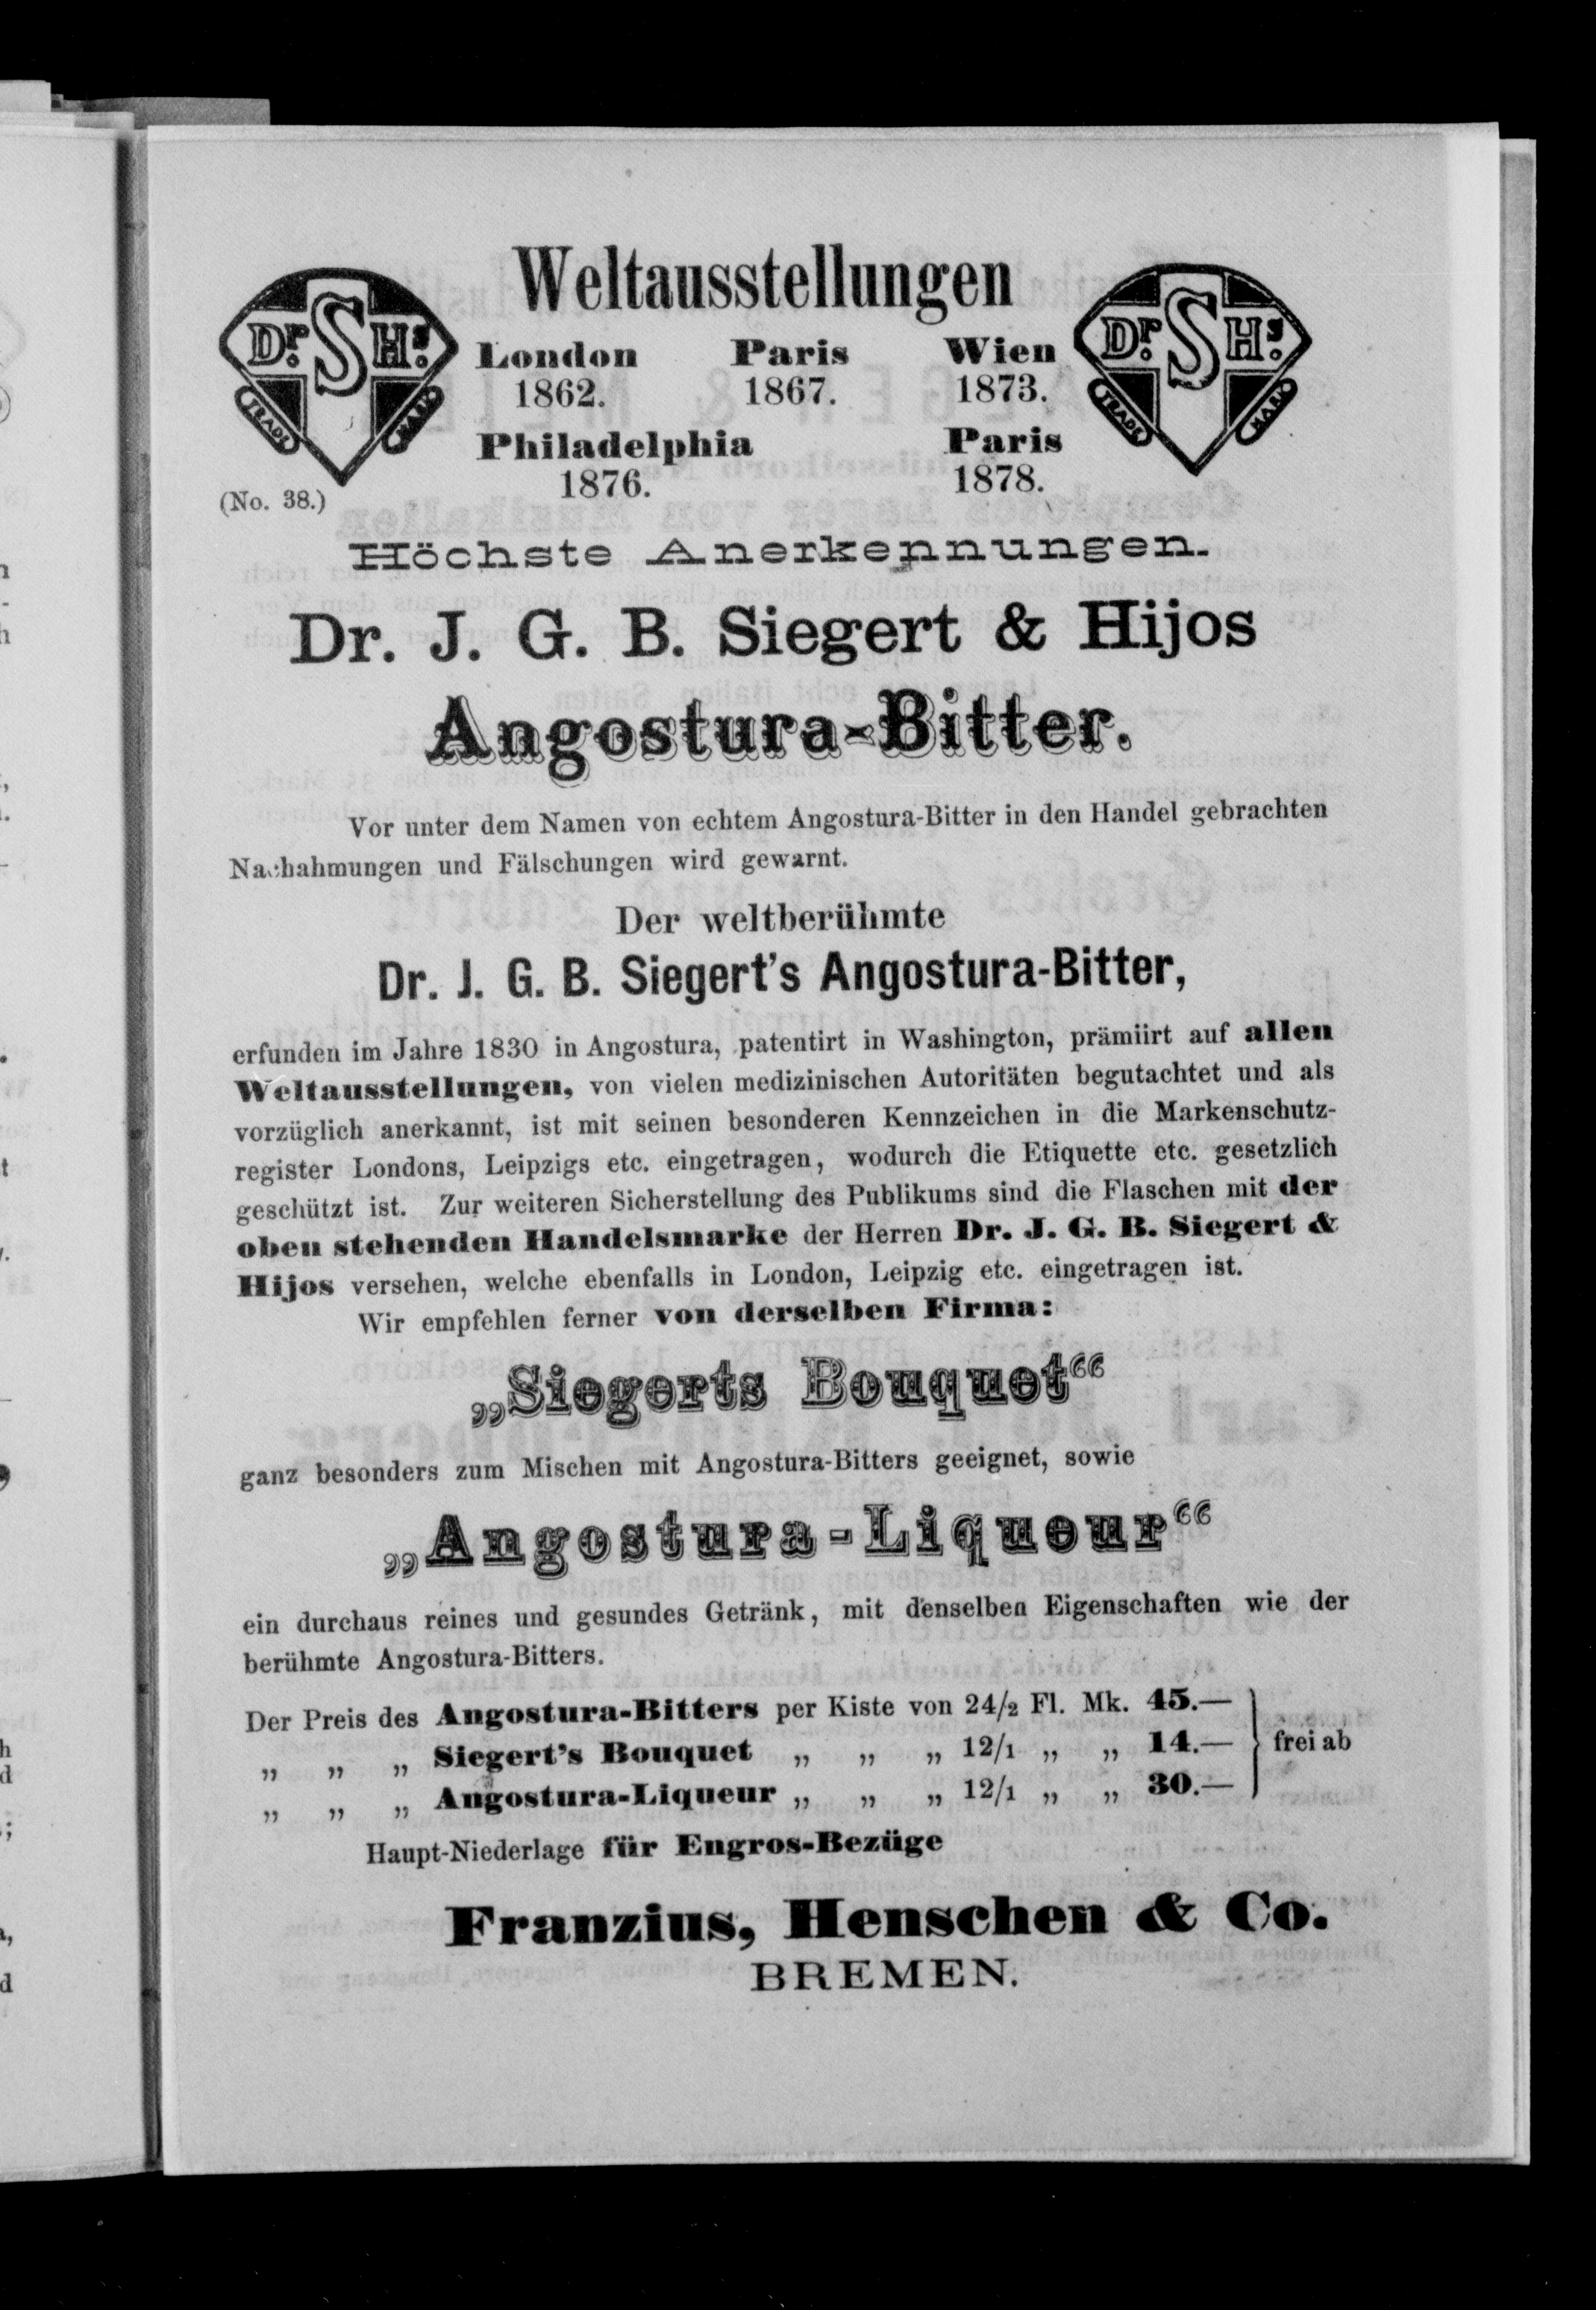 Weltausstellungen
Dr. S Hs.
TRADE MARK
London Paris Wien
1862. 1867. 1873.
Philadelphia Paris
1876. 1878.
Dr. S Hs.
TRADE MARK
(No. 38.)
Höchste Anerkennungen.
Dr. J. G. B. Siegert & Hijos
Angostura-Bitter.
Vor unter dem Namen von echtem Angostura-Bitter in den Handel gebrachten
Nachahmungen und Fälschungen wird gewarnt.
Der weltberühmte
Dr. J. G. B. Siegert's Angostura-Bitter,
erfunden im Jahre 1830 in Angostura, patentirt in Washington, prämiirt auf allen
Weltausstellungen, von vielen medizinischen Autoritäten begutachtet und als
vorzüglich anerkannt, ist mit seinen besonderen Kennzeichen in die Markenschutz-
register Londons, Leipzigs etc. eingetragen, wodurch die Etiquette etc. gesetzlich
geschützt ist. Zur weiteren Sicherstellung des Publikums sind die Flaschen mit der
oben stehenden Handelsmarke der Herren Dr. J. G. B. Siegert &
Hijos versehen, welche ebenfalls in London, Leipzig etc. eingetragen ist.
Wir empfehlen ferner von derselben Firma:
„Siegerts Bouquet“
ganz besonders zum Mischen mit Angostura-Bitters geeignet, sowie
„Angostura-Liqueur“
ein durchaus reines und gesundes Getränk, mit denselben Eigenschaften wie der
berühmte Angostura-Bitters.
Der Preis des Angostura-Bitters per Kiste von 24/2 Fl. Mk. 45.—
„ „ „ Siegert's Bouquet „ „ „ 12/1 „ „ 14.— frei ab
„ „ „ Angostura-Liqueur „ „ „ 12/1 „ „ 30.—
Haupt-Niederlage für Engros-Bezüge
Franzius, Henschen & Co.
BREMEN.